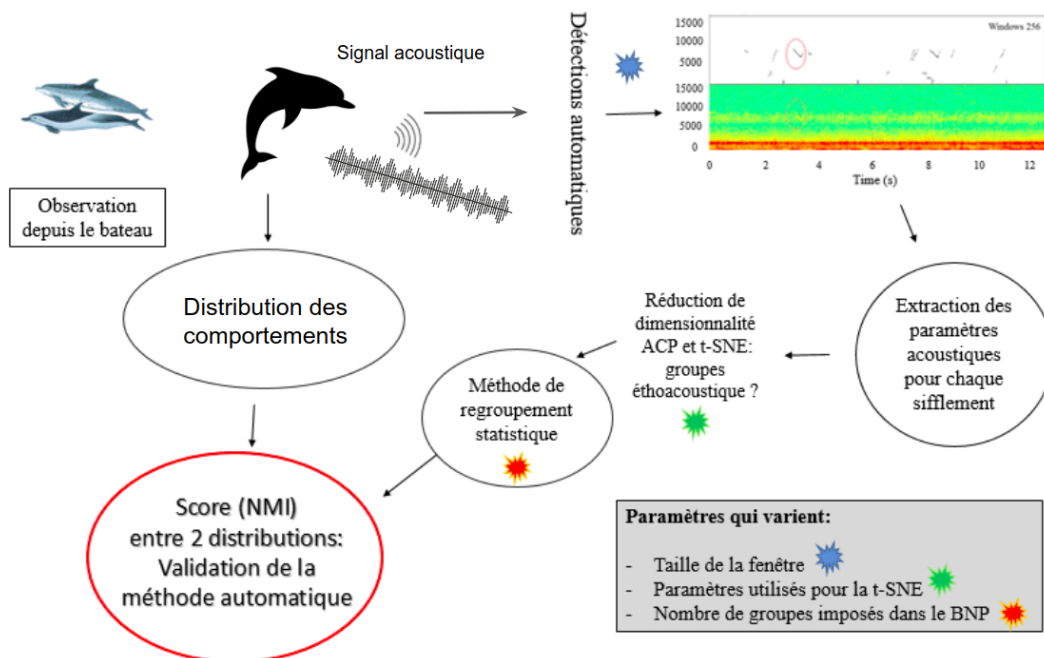 Signal acoustique
Observation
depuis le bateau
Détections automatiques
Windows 256
15000
10000
5000
15000
10000
5000
0
0 2 4 6 8 10 12
Time (s)
Distribution des
comportements
Extraction des
paramètres
acoustiques
pour chaque
sifflement
Réduction de
dimensionnalité
ACP et t-SNE:
groupes
éthoacoustique ?
Méthode de
regroupement
statistique
Score (NMI)
entre 2 distributions:
Validation de la
méthode automatique
Paramètres qui varient:
- Taille de la fenêtre
- Paramètres utilisés pour la t-SNE
- Nombre de groupes imposés dans le BNP